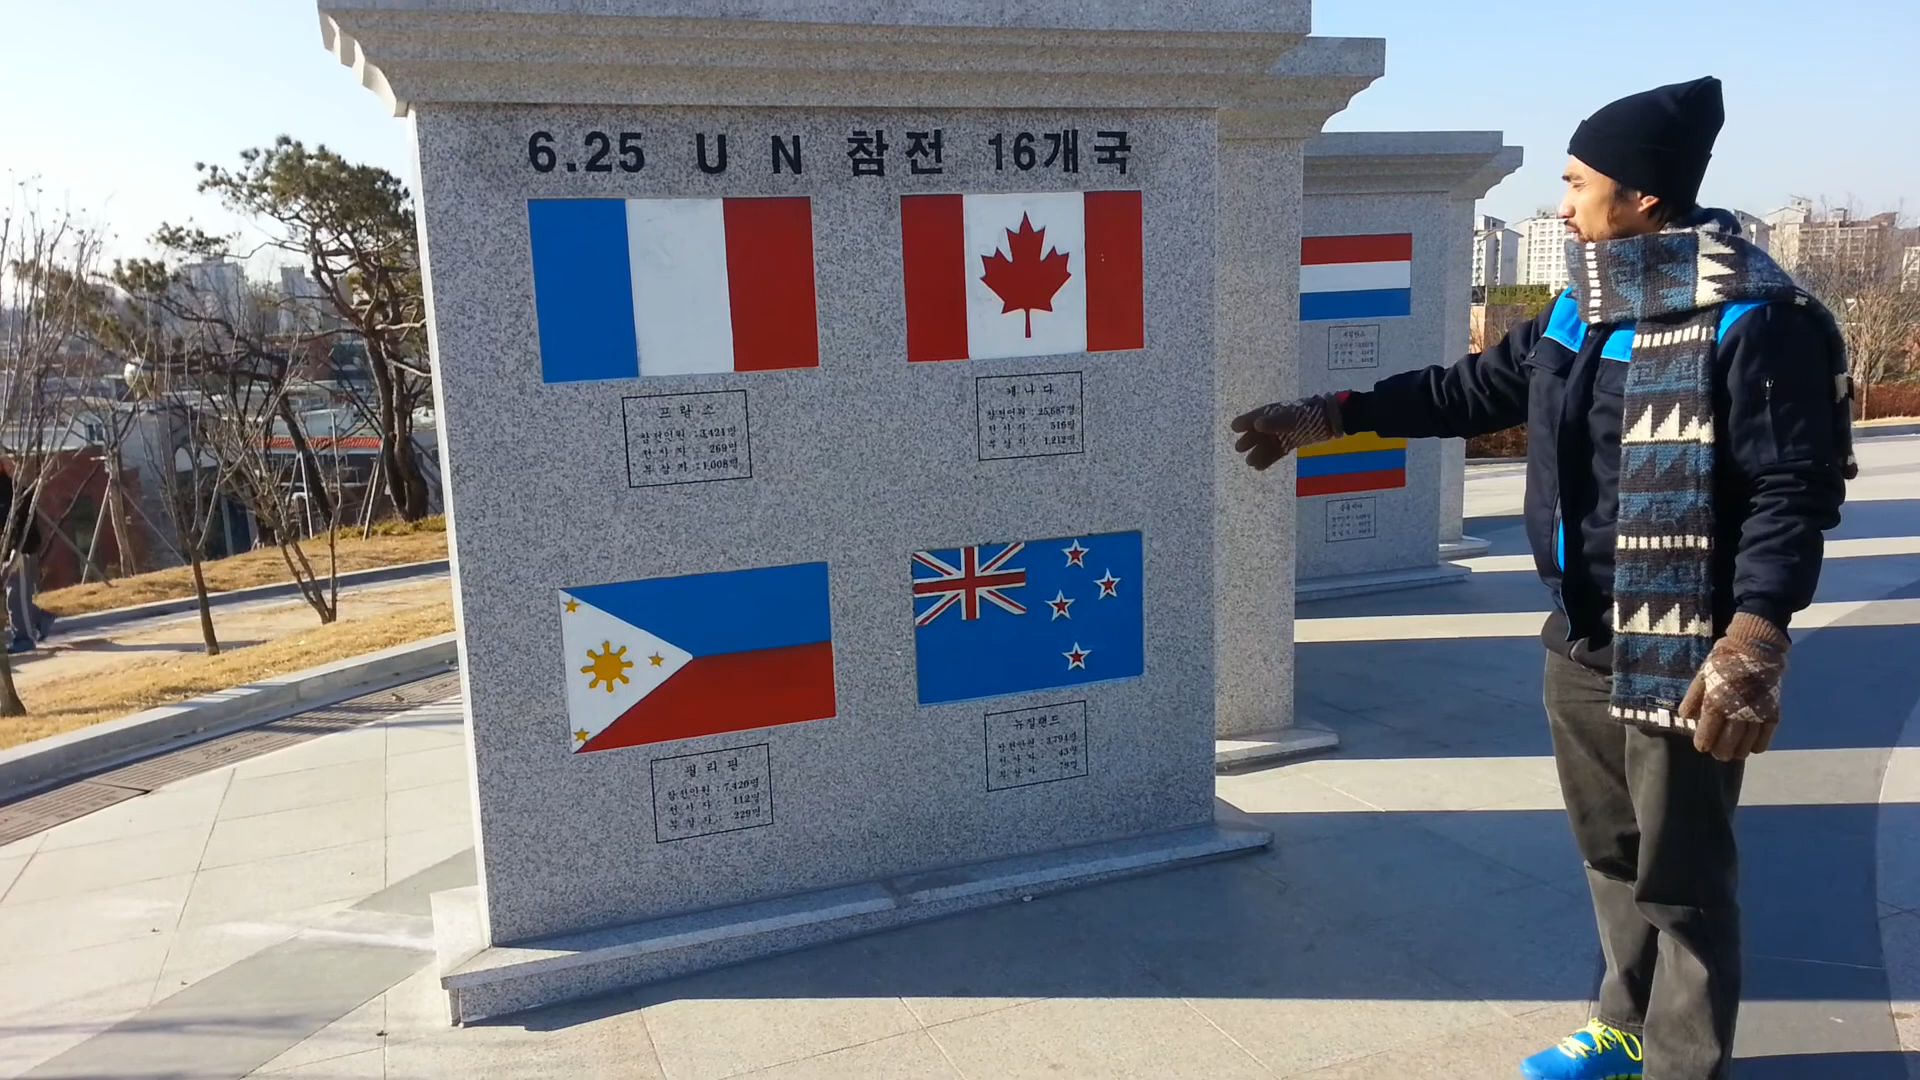 6.25 UN 참전 16개국
프랑스
참전인원 : 3,421명
전사자 : 269명
부상자 : 1,008명
캐나다
참전인원 : 25,687명
전사자 516명
부상자 : 1,212명
필리핀
참전인원 : 7,420명
전사자 : 112명
부상자 : 229명
뉴질랜드
참전인원 : 3,794명
전사자 43명
부상자